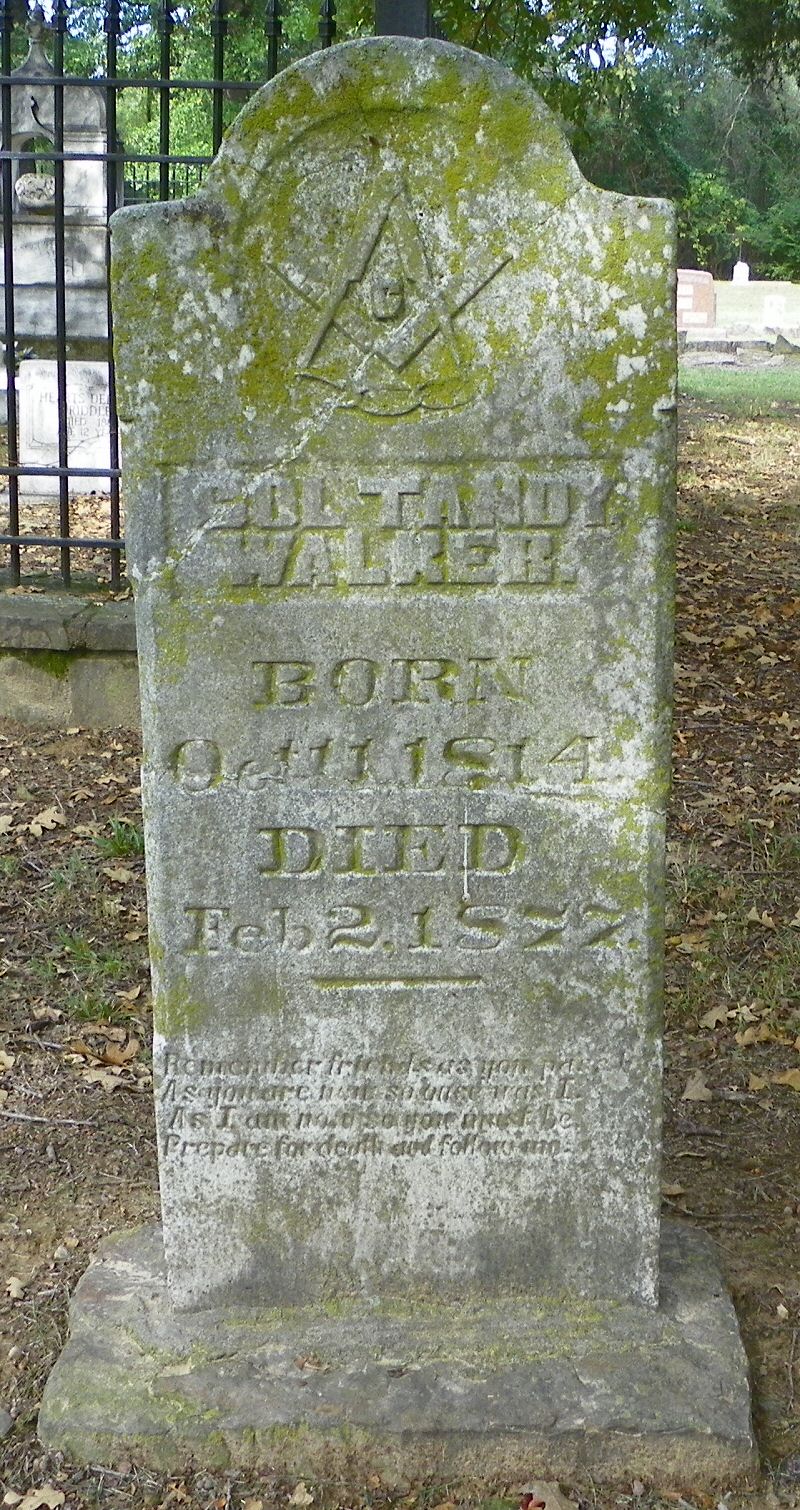 G
COL TANDY
WALKER.
BORN
Oct 11 1814.
DIED
Feb 2, 1877.
Remember friends as you pass by
As you are now so once was I.
As I am now so you must be.
Prepare for death and follow me.